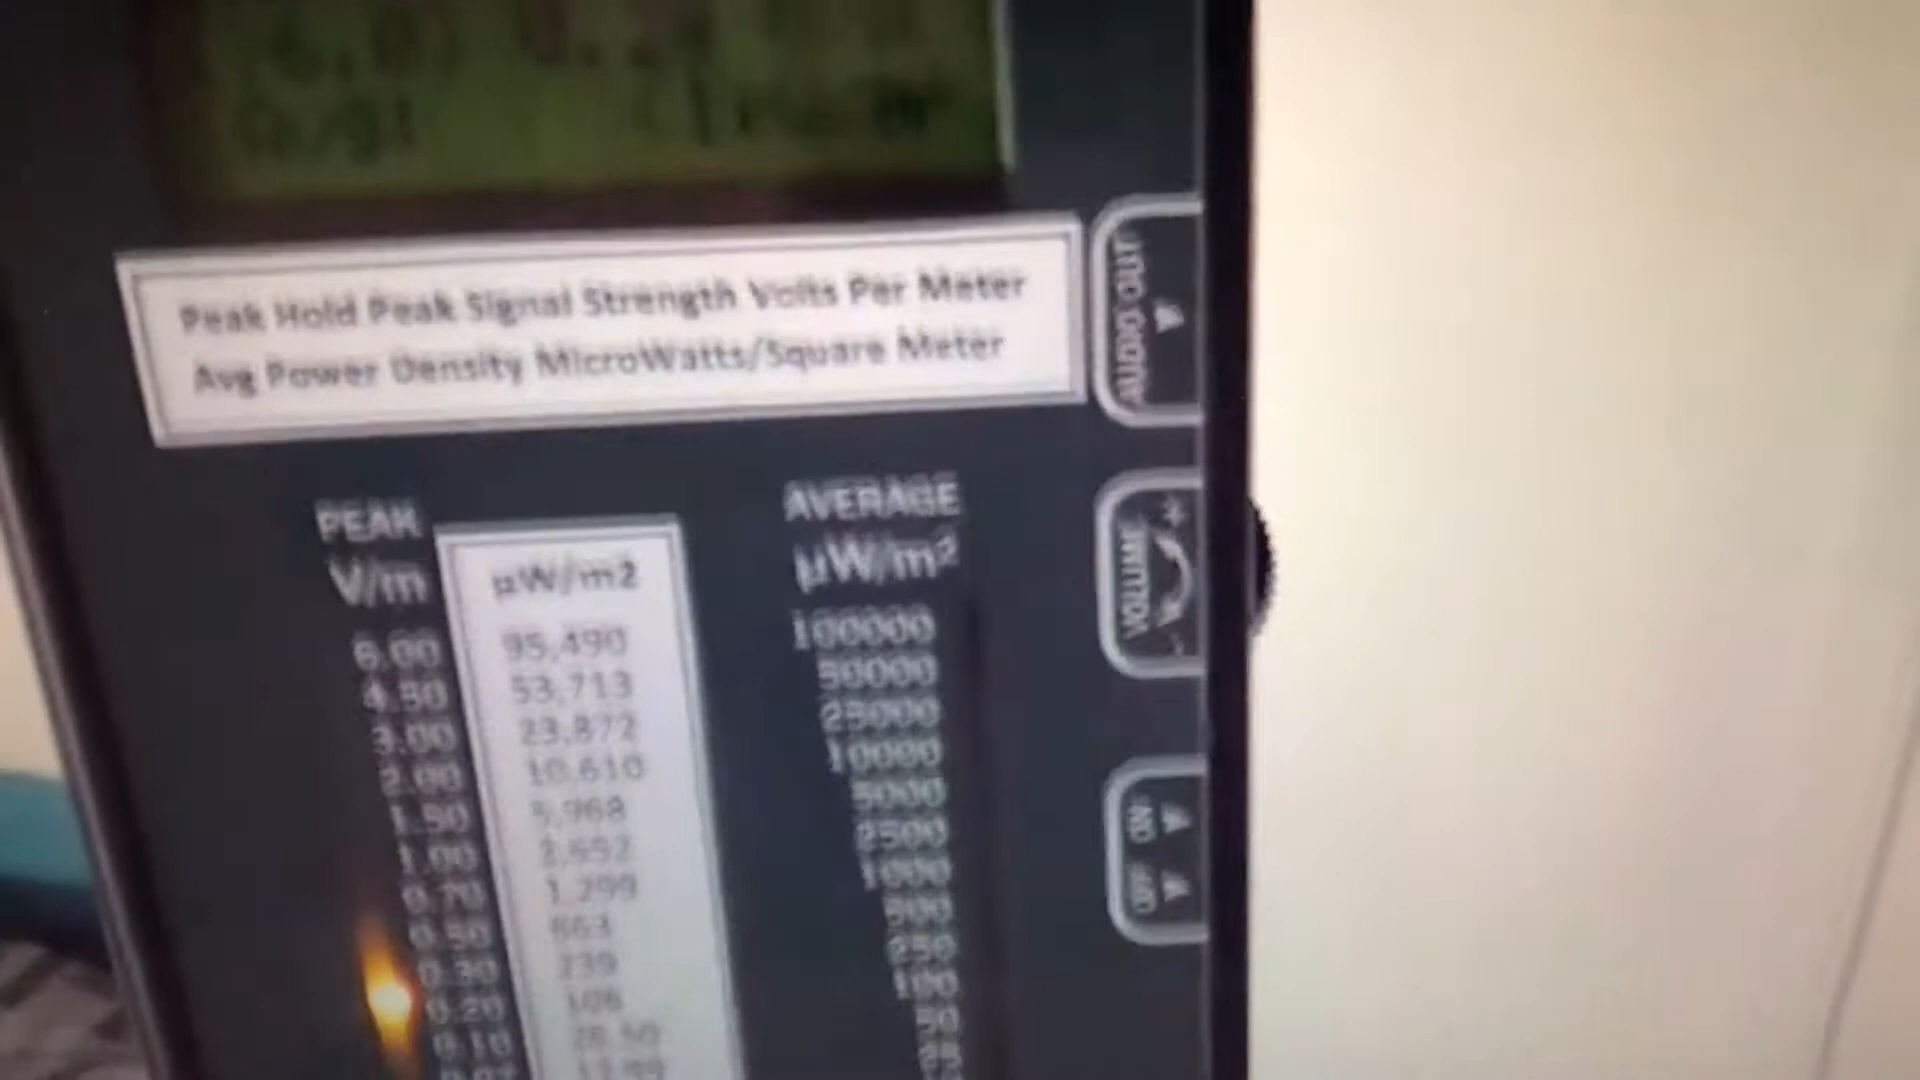 Peak Hold Peak Signal Strength Volts Per Meter
Avg Power Density MicroWatts/Square Meter
AUDIO OUT
PEAK
V/m
µW/m2
AVERAGE
µW/m²
VOLUME
+
-
6.00 95,490 100000
4.50 53,713 50000
3.00 23,872 25000
2.00 10,610 10000
1.50 5,968 5000
1.00 2,652 2500
0.70 1,299 1000
0.50 663 500
0.30 239 250
0.20 106 100
0.10 26.50 50
ON
OFF